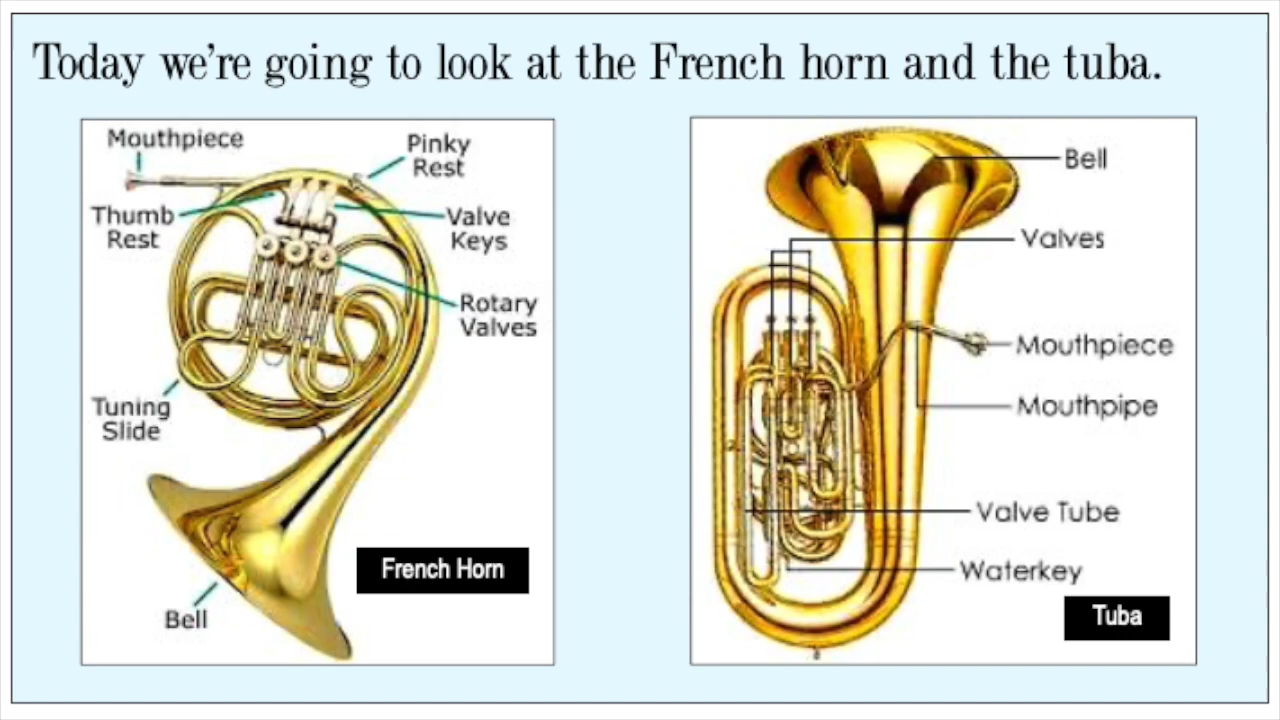 Today we're going to look at the French horn and the tuba.
Mouthpiece
Pinky
Rest
Thumb
Rest
Valve
Keys
Rotary
Valves
Tuning
Slide
Bell
French Horn
Bell
Valves
Mouthpiece
Mouthpipe
Valve Tube
Waterkey
Tuba